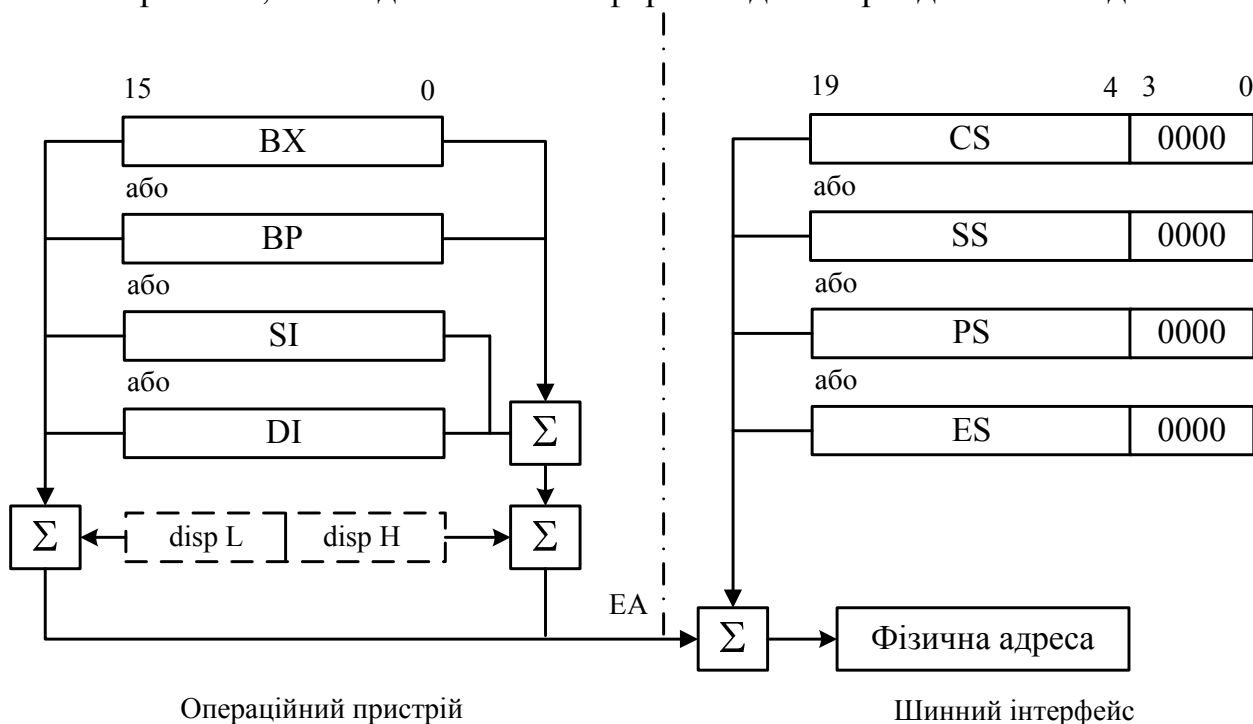 15 0
BX
або
BP
або
SI
або
DI
Σ
Σ
disp L disp H
Σ
EA
19 4 3 0
CS 0000
або
SS 0000
або
PS 0000
або
ES 0000
Σ
Фізична адреса
Операційний пристрій
Шинний інтерфейс